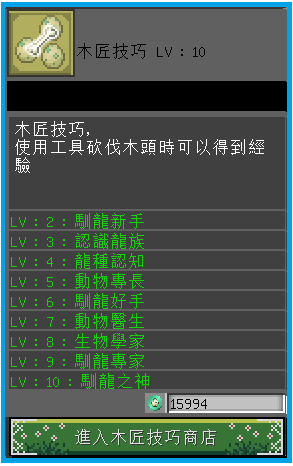 木匠技巧 LV：10
木匠技巧,
使用工具砍伐木頭時可以得到經
驗
LV：2：馴龍新手
LV：3：認識龍族
LV：4：龍種認知
LV：5：動物專長
LV：6：馴龍好手
LV：7：動物醫生
LV：8：生物學家
LV：9：馴龍專家
LV：10：馴龍之神
15994
進入木匠技巧商店